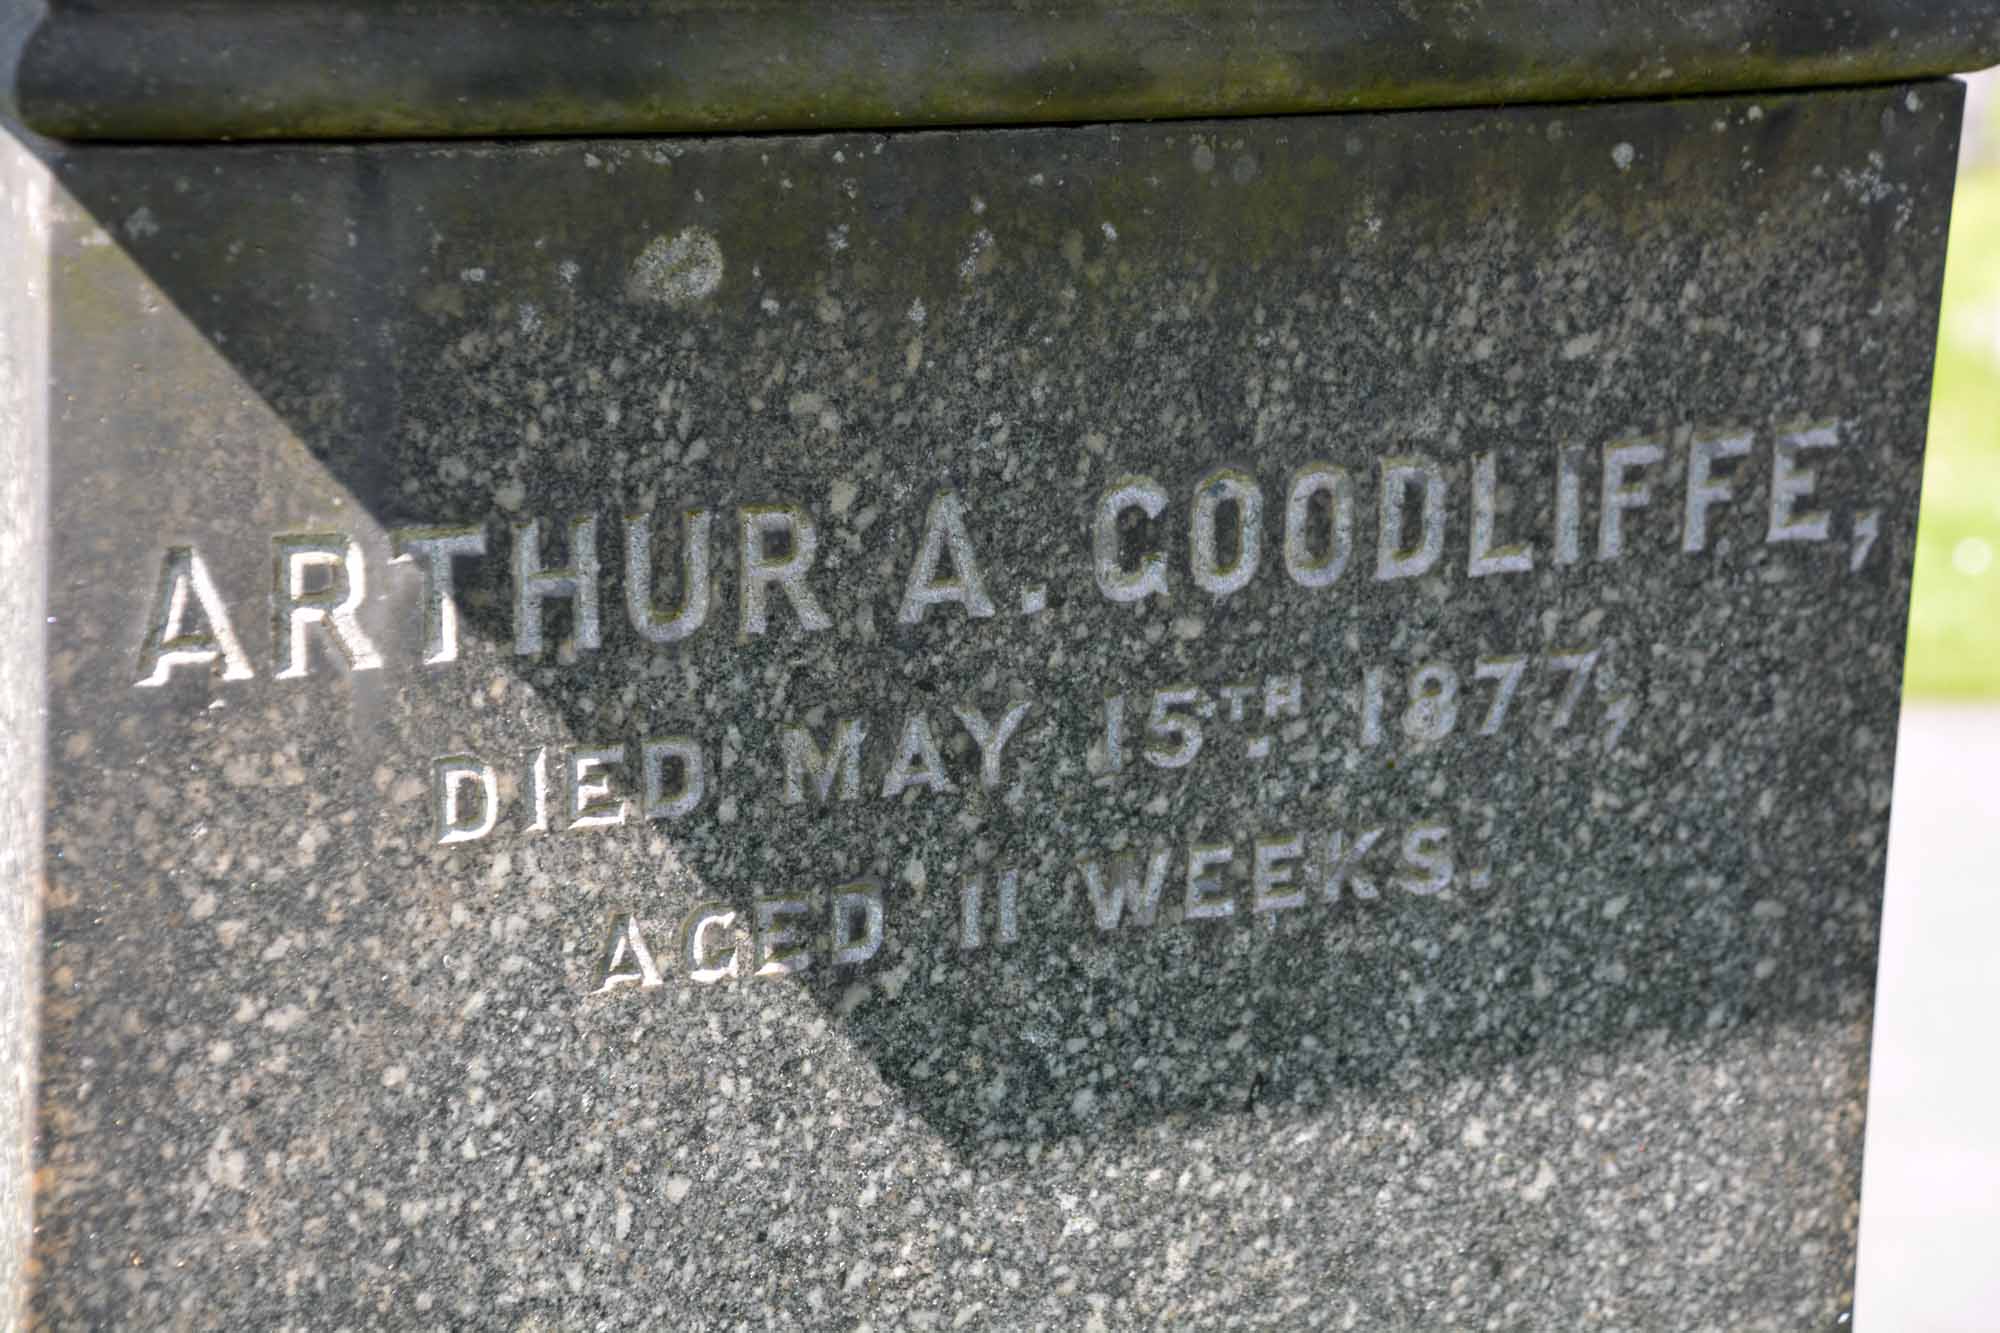 ARTHUR A. GOODLIFFE,
DIED MAY 15TH. 1877,
AGED 11 WEEKS.